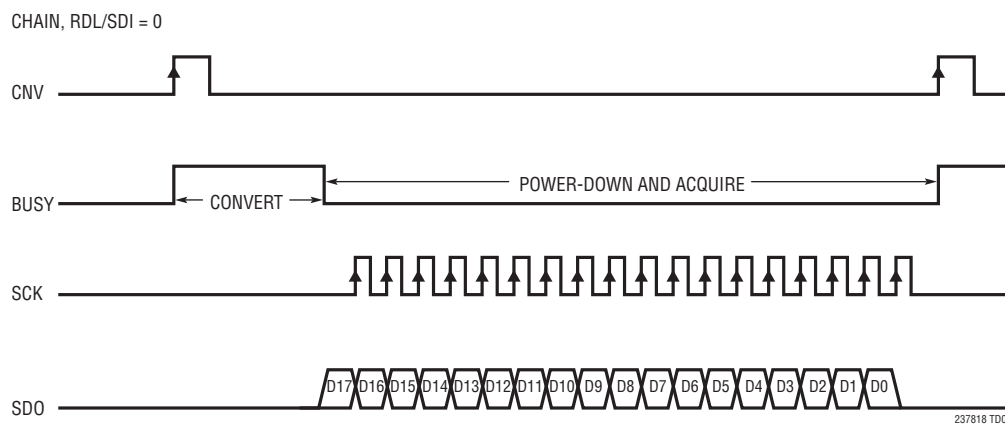 CHAIN, RDL/SDI = 0
CNV
BUSY
CONVERT
POWER-DOWN AND ACQUIRE
SCK
SDO
D17 D16 D15 D14 D13 D12 D11 D10 D9 D8 D7 D6 D5 D4 D3 D2 D1 D0